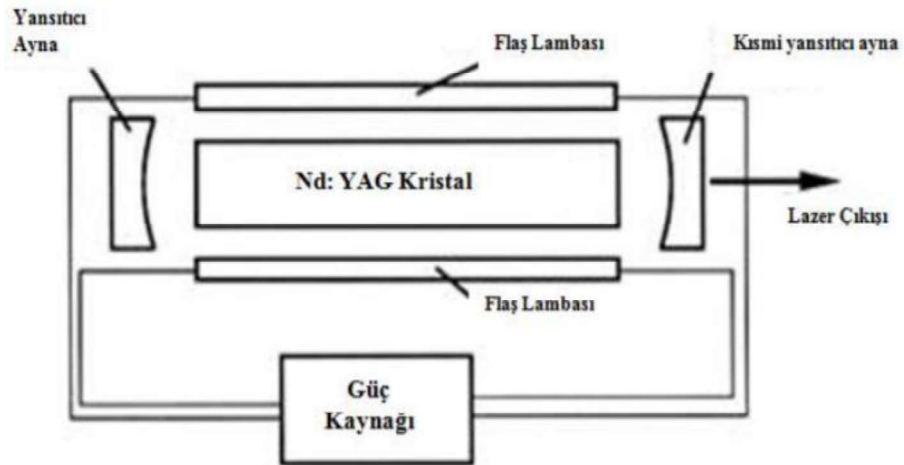 Yansıtıcı
Ayna
Flaş Lambası
Kısmi yansıtıcı ayna
Nd: YAG Kristal
Lazer Çıkışı
Flaş Lambası
Güç
Kaynağı